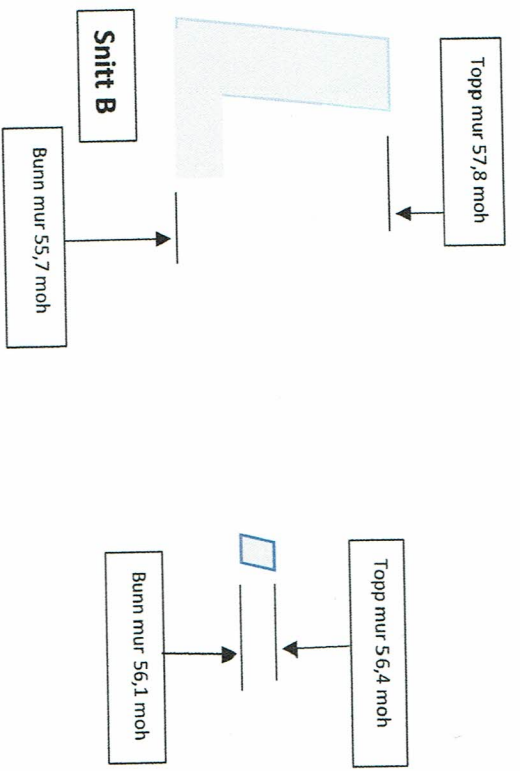 Topp mur 57,8 moh
Snitt B
Bunn mur 55,7 moh
Topp mur 56,4 moh
Bunn mur 56,1 moh